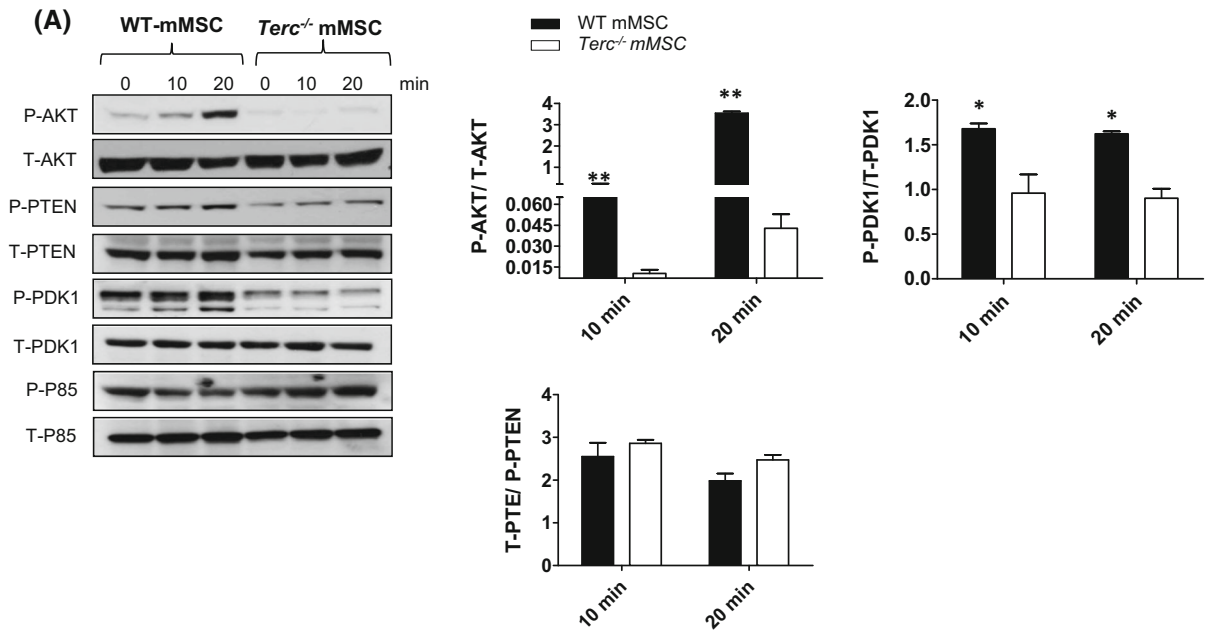 (A)
WT-mMSC Terc-/- mMSC
0 10 20 0 10 20 min
P-AKT
T-AKT
P-PTEN
T-PTEN
P-PDK1
T-PDK1
P-P85
T-P85
WT MSC
Terc-/- mMSC
P-AKT/ T-AKT
4
3
2
1
0.060
0.045
0.030
0.015
**
**
10 min
20 min
P-PDK1/T-PDK1
2.0
1.5
1.0
0.5
0.0
*
*
10 min
20 min
T-PTE/ P-PTEN
4
3
2
1
0
10 min
20 min